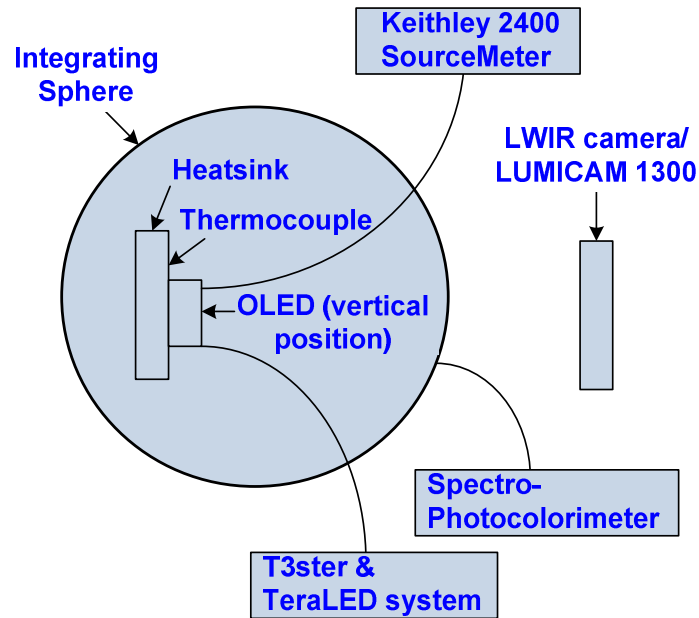 Keithley 2400
SourceMeter
Integrating
Sphere
LWIR camera/
LUMICAM 1300
Heatsink
Thermocouple
OLED (vertical
position)
Spectro-
Photocolorimeter
T3ster &
TeraLED system